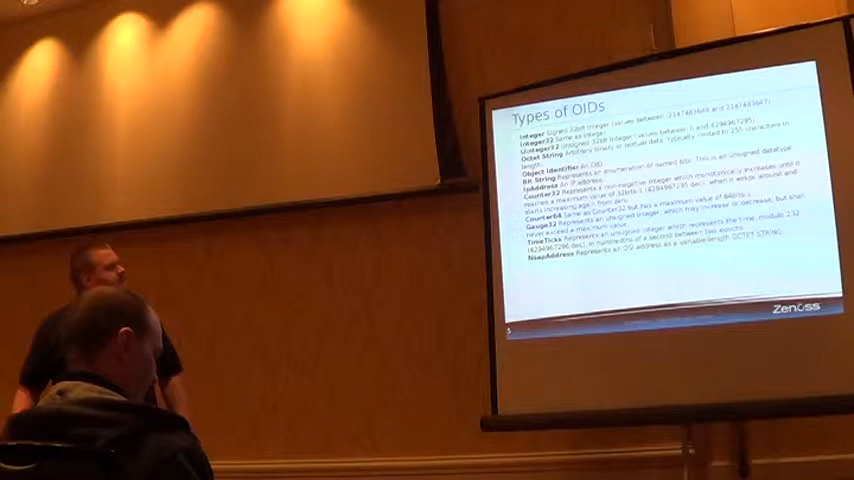 Types of OIDs
Integer Signed 32bit Integer (values between -2147483648 and 2147483647)
Integer32 Same as Integer
UInteger32 Unsigned 32bit Integer (values between 0 and 4294967295)
Octet String Arbitrary binary or textual data, typically limited to 255 characters in
length
Object Identifier An OID
Bit String Represents an enumeration of named bits. This is an unsigned datatype
IpAddress An IP address
Counter32 Represents a non-negative integer which monotonically increases until it
reaches a maximum value of 32bits-1 (4294967295 dec), when it wraps around and
starts increasing again from zero
Counter64 Same as Counter32 but has a maximum value of 64bits-1
Gauge32 Represents an unsigned integer, which may increase or decrease, but shall
never exceed a maximum value
TimeTicks Represents an unsigned integer which represents the time, modulo 232
(4294967296 dec), in hundredths of a second between two epochs
NsapAddress Represents an OSI address as a variable-length OCTET STRING
Zenoss